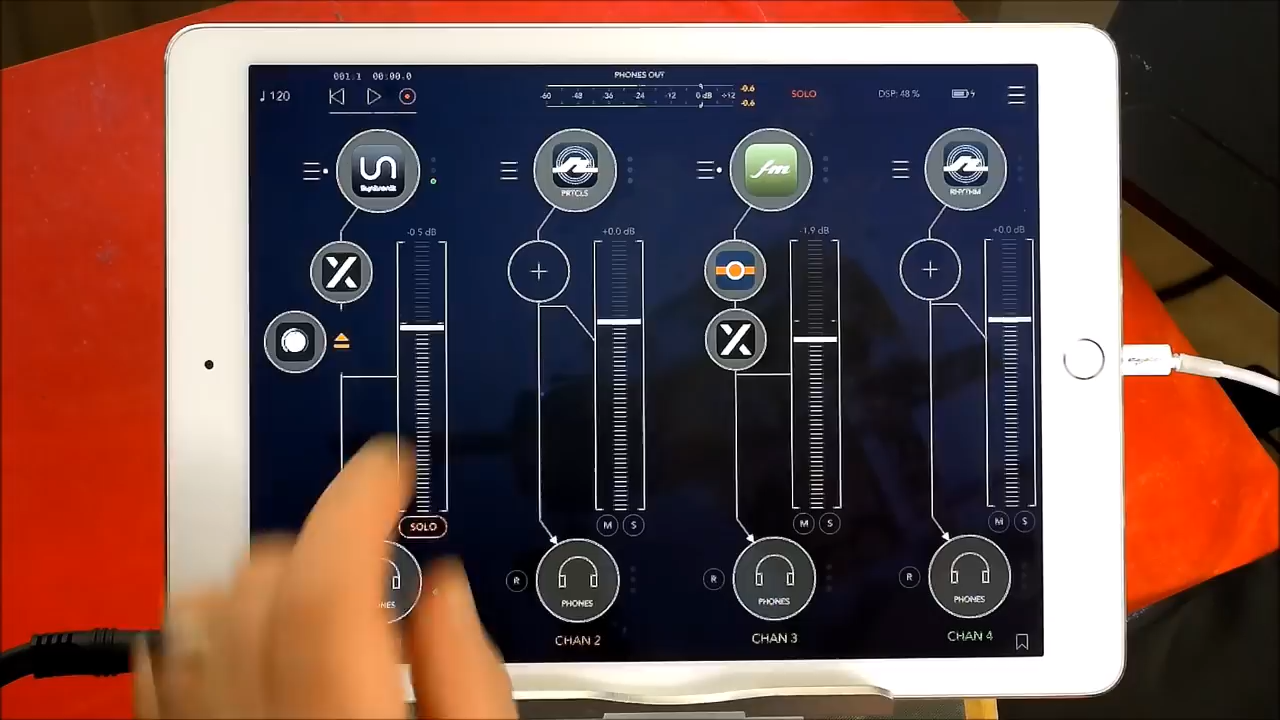 PHONES OUT
001:1 00:00.0
♩120
-60 -48 -36 -24 -12 0 dB +12
-0.6
-0.6
SOLO
DSP: 48 %
Syntronik
PRTCLS
fm
RHYTHM
-0.5 dB
+0.0 dB
-1.9 dB
+0.0 dB
SOLO
M S
M S
M S
R
R
R
PHONES
PHONES
PHONES
CHAN 2
CHAN 3
CHAN 4